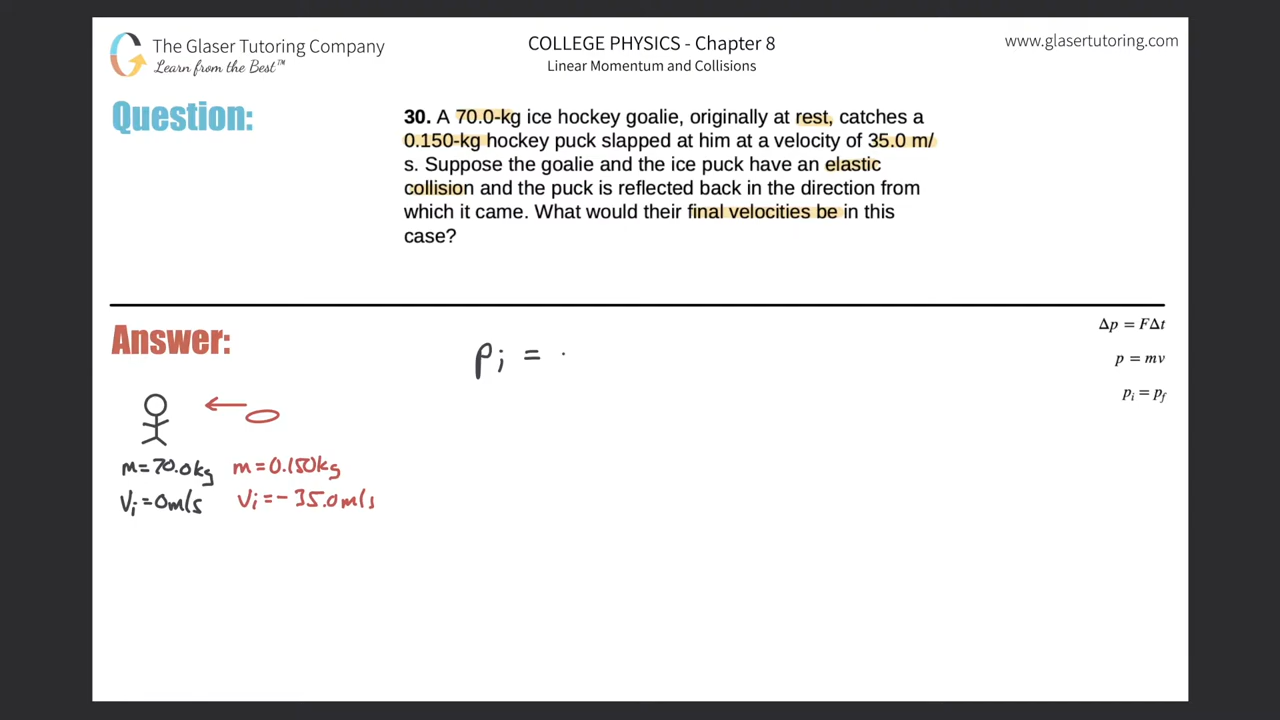 The Glaser Tutoring Company
Learn from the Best™
COLLEGE PHYSICS - Chapter 8
Linear Momentum and Collisions
www.glasertutoring.com
Question:
30. A 70.0-kg ice hockey goalie, originally at rest, catches a
0.150-kg hockey puck slapped at him at a velocity of 35.0 m/
s. Suppose the goalie and the ice puck have an elastic
collision and the puck is reflected back in the direction from
which it came. What would their final velocities be in this
case?
Answer:
Δp = FΔt
p = mv
pᵢ = p_f
pᵢ =
m = 70.0kg
m = 0.150kg
Vᵢ = 0m/s
Vᵢ = - 35.0m/s